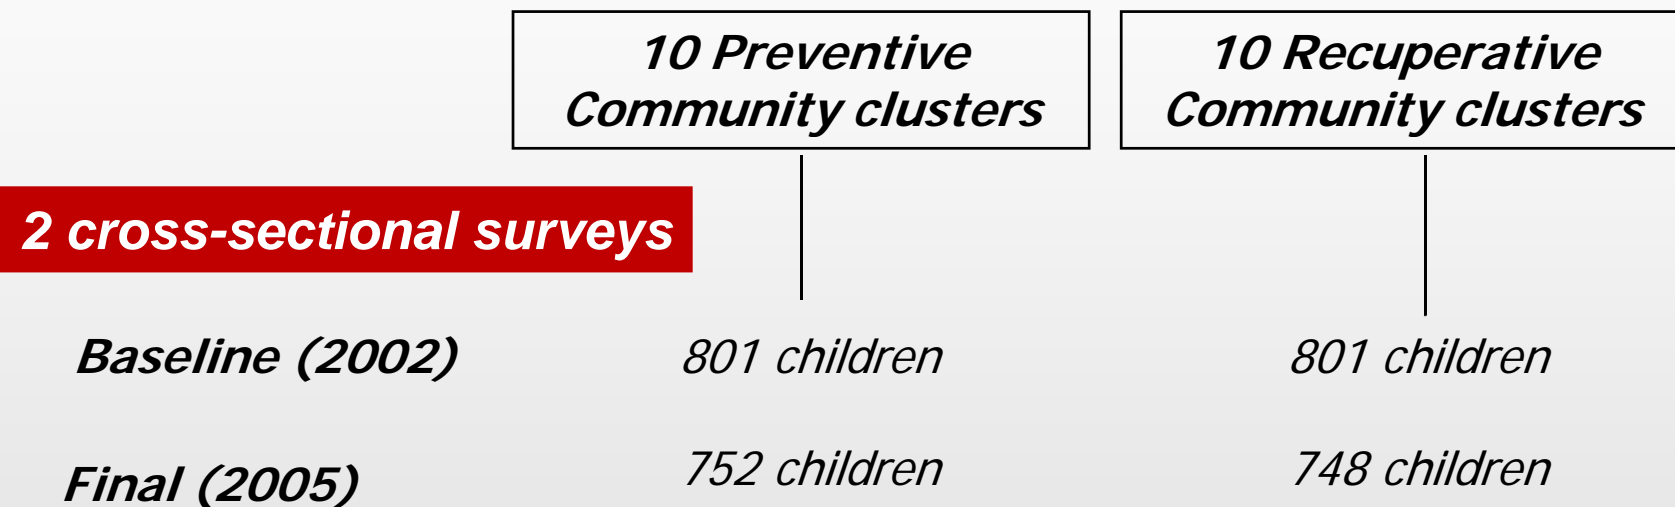 10 Preventive
Community clusters
10 Recuperative
Community clusters
2 cross-sectional surveys
Baseline (2002) 801 children 801 children
Final (2005) 752 children 748 children